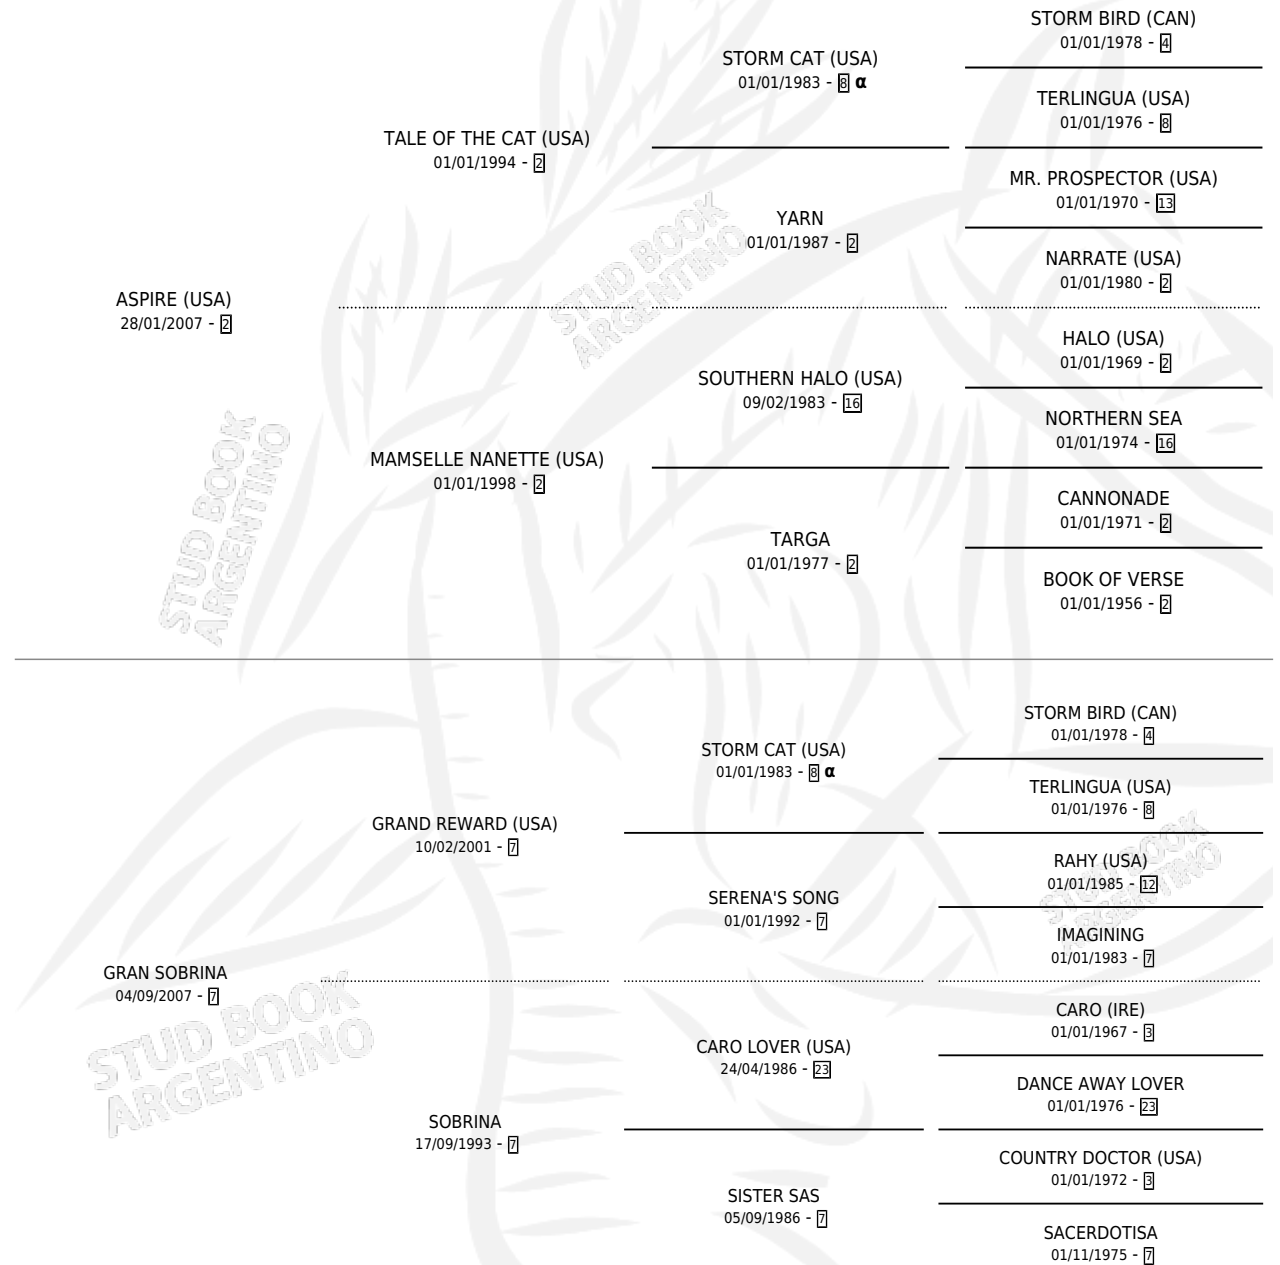 STORM BIRD (CAN)
01/01/1978 - 4
STORM CAT (USA)
01/01/1983 - 8 α
TERLINGUA (USA)
01/01/1976 - 8
TALE OF THE CAT (USA)
01/01/1994 - 2
MR. PROSPECTOR (USA)
01/01/1970 - 13
YARN
01/01/1987 - 2
NARRATE (USA)
01/01/1980 - 2
ASPIRE (USA)
28/01/2007 - 2
HALO (USA)
01/01/1969 - 2
SOUTHERN HALO (USA)
09/02/1983 - 16
NORTHERN SEA
01/01/1974 - 16
MAMSELLE NANETTE (USA)
01/01/1998 - 2
CANNONADE
01/01/1971 - 2
TARGA
01/01/1977 - 2
BOOK OF VERSE
01/01/1956 - 2
STORM BIRD (CAN)
01/01/1978 - 4
STORM CAT (USA)
01/01/1983 - 8 α
TERLINGUA (USA)
01/01/1976 - 8
GRAND REWARD (USA)
10/02/2001 - 7
RAHY (USA)
01/01/1985 - 12
SERENA'S SONG
01/01/1992 - 7
IMAGINING
01/01/1983 - 7
GRAN SOBRINA
04/09/2007 - 7
CARO (IRE)
01/01/1967 - 3
CARO LOVER (USA)
24/04/1986 - 23
DANCE AWAY LOVER
01/01/1976 - 23
SOBRINA
17/09/1993 - 7
COUNTRY DOCTOR (USA)
01/01/1972 - 3
SISTER SAS
05/09/1986 - 7
SACERDOTISA
01/11/1975 - 7
STUD BOOK
ARGENTINO
STUD BOOK
ARGENTINO
STUD BOOK
ARGENTINO
STUD BOOK
ARGENTINO